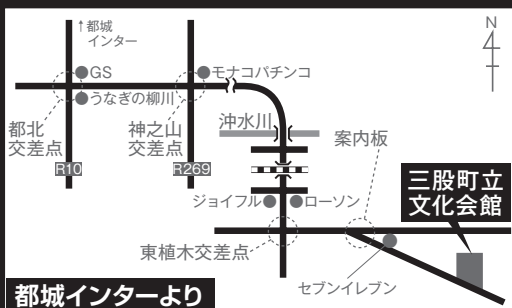 ↑都城
インター
N
GS
モナコパチンコ
うなぎの柳川
都北
交差点
神之山
交差点
沖水川
案内板
R10
R269
三股町立
文化会館
ジョイフル
ローソン
東植木交差点
セブンイレブン
都城インターより